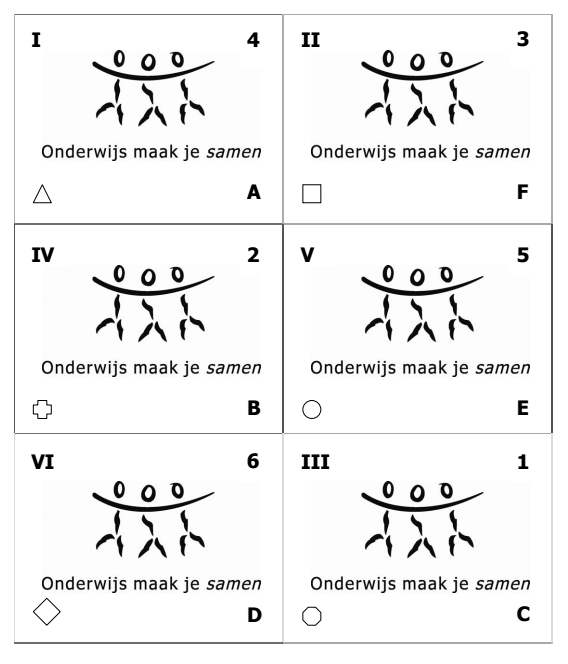 I 4
Onderwijs maak je samen
A
II 3
Onderwijs maak je samen
F
IV 2
Onderwijs maak je samen
B
V 5
Onderwijs maak je samen
E
VI 6
Onderwijs maak je samen
D
III 1
Onderwijs maak je samen
C